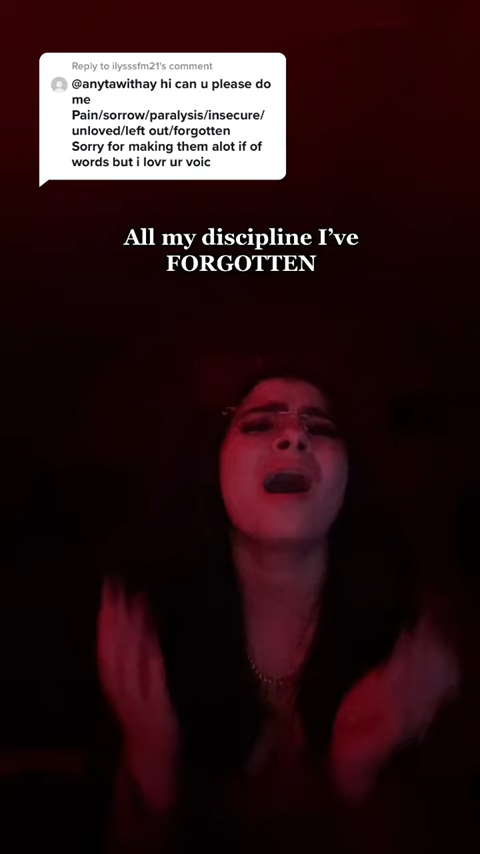 Reply to ilysssfm21's comment
@anytawithay hi can u please do
me
Pain/sorrow/paralysis/insecure/
unloved/left out/forgotten
Sorry for making them alot if of
words but i lovr ur voic
All my discipline I've
FORGOTTEN